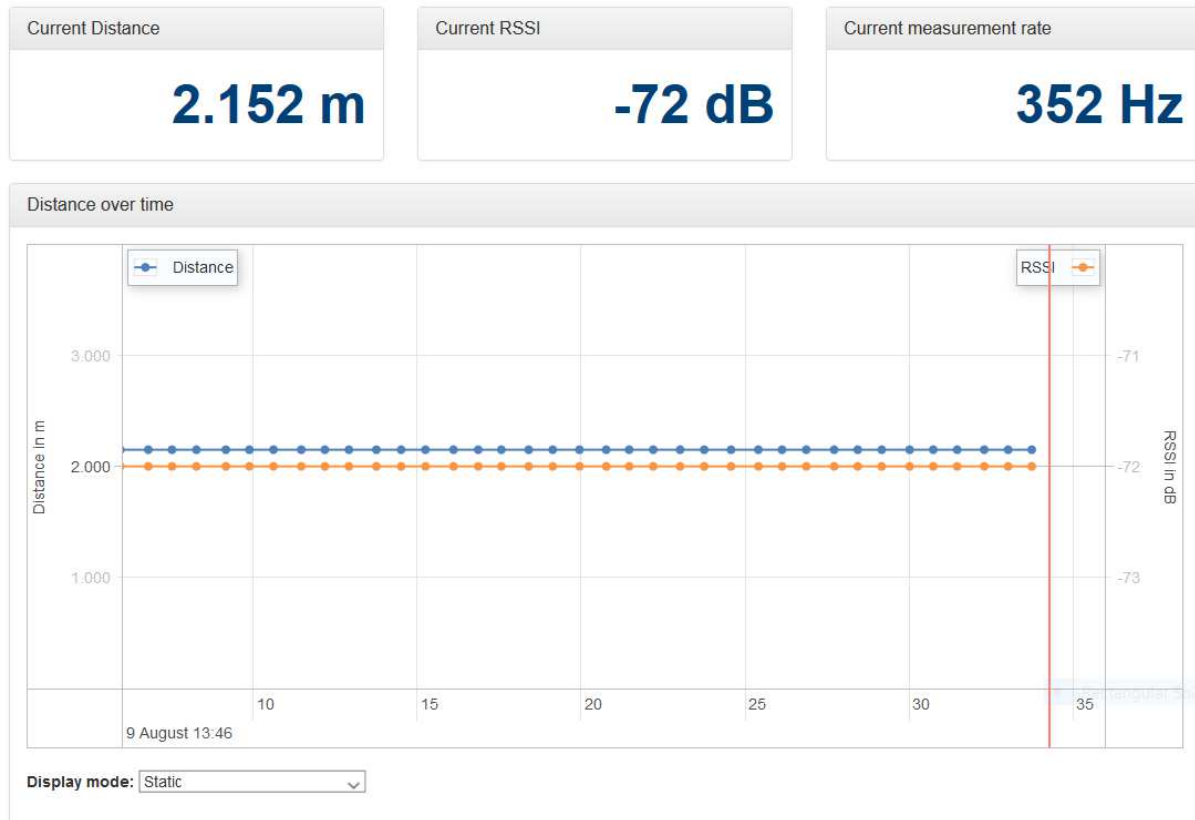 Current Distance
2.152 m
Current RSSI
-72 dB
Current measurement rate
352 Hz
Distance over time
Distance
RSSI
3.000
2.000
1.000
Distance in m
-71
-72
-73
RSSI in dB
10 15 20 25 30 35
9 August 13:46
Rectangular
Display mode: Static